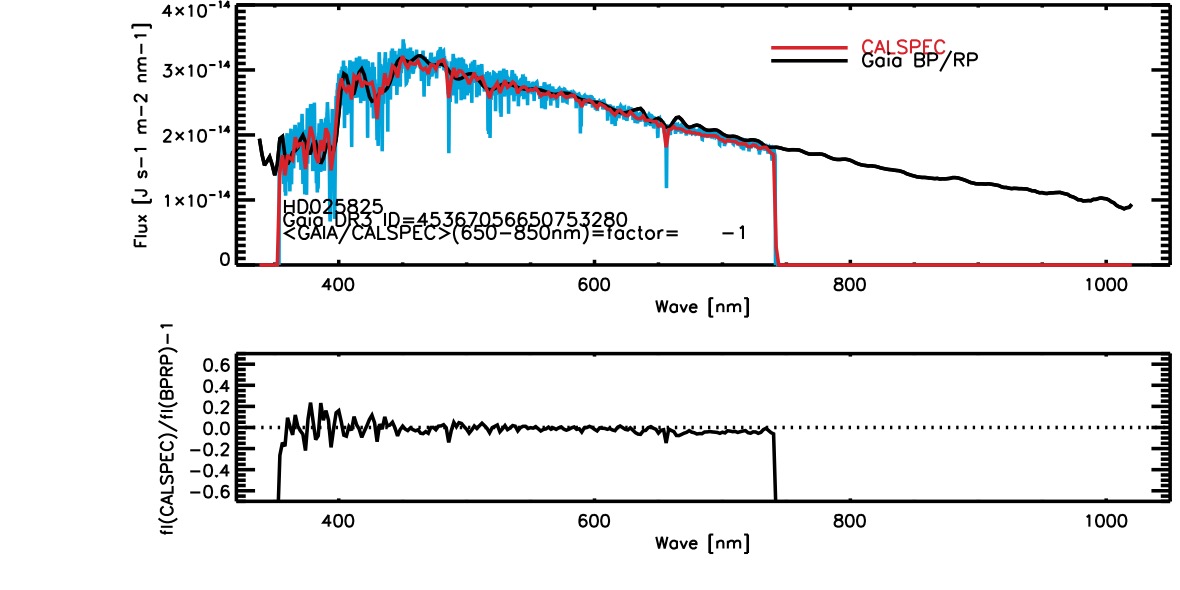 4×10−14
3×10−14
2×10−14
1×10−14
0
Flux [J s−1 m−2 nm−1]
CALSPEC
Gaia BP/RP
HD025825
Gaia DR3 ID=45367056650753280
<GAIA/CALSPEC>(650−850nm)=factor= −1
400 600 800 1000
Wave [nm]
fl(CALSPEC)/fl(BPRP)−1
0.6
0.4
0.2
0.0
−0.2
−0.4
−0.6
400 600 800 1000
Wave [nm]